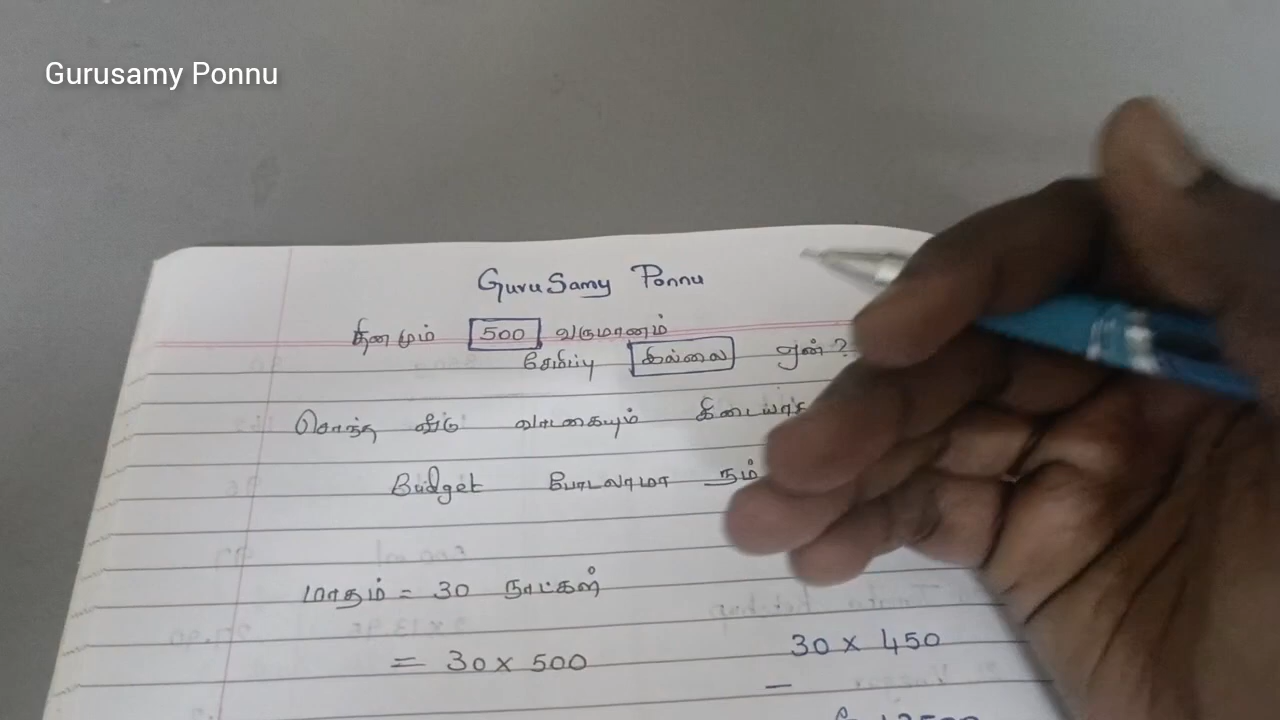 Gurusamy Ponnu
GuruSamy Ponnu
தினமும் 500 வருமானம்
சேமிப்பு இல்லை ஏன்?
சொந்த வீடு வாடகையும்
Budget போடலாமா நம்
மாதம் = 30 நாட்கள்
= 30 x 500
30 x 450